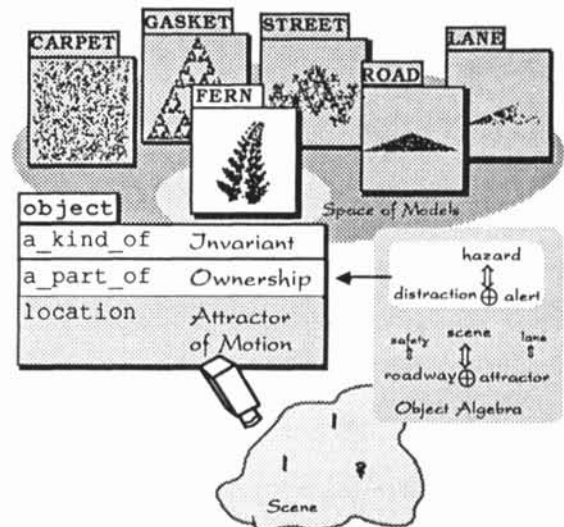 CARPET
GASKET
STREET
LANE
FERN
ROAD
Space of Models
object
a_kind_of Invariant
a_part_of Ownership
location Attractor
of Motion
hazard
distraction ⊕ alert
safety scene lane
roadway ⊕ attractor
Object Algebra
Scene